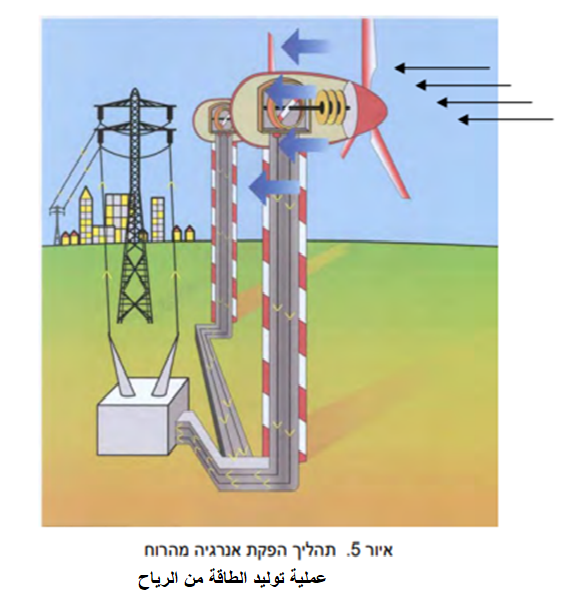 איור 5. תהליך הפקת אנרגיה מהרוח
عملية توليد الطاقة من الرياح